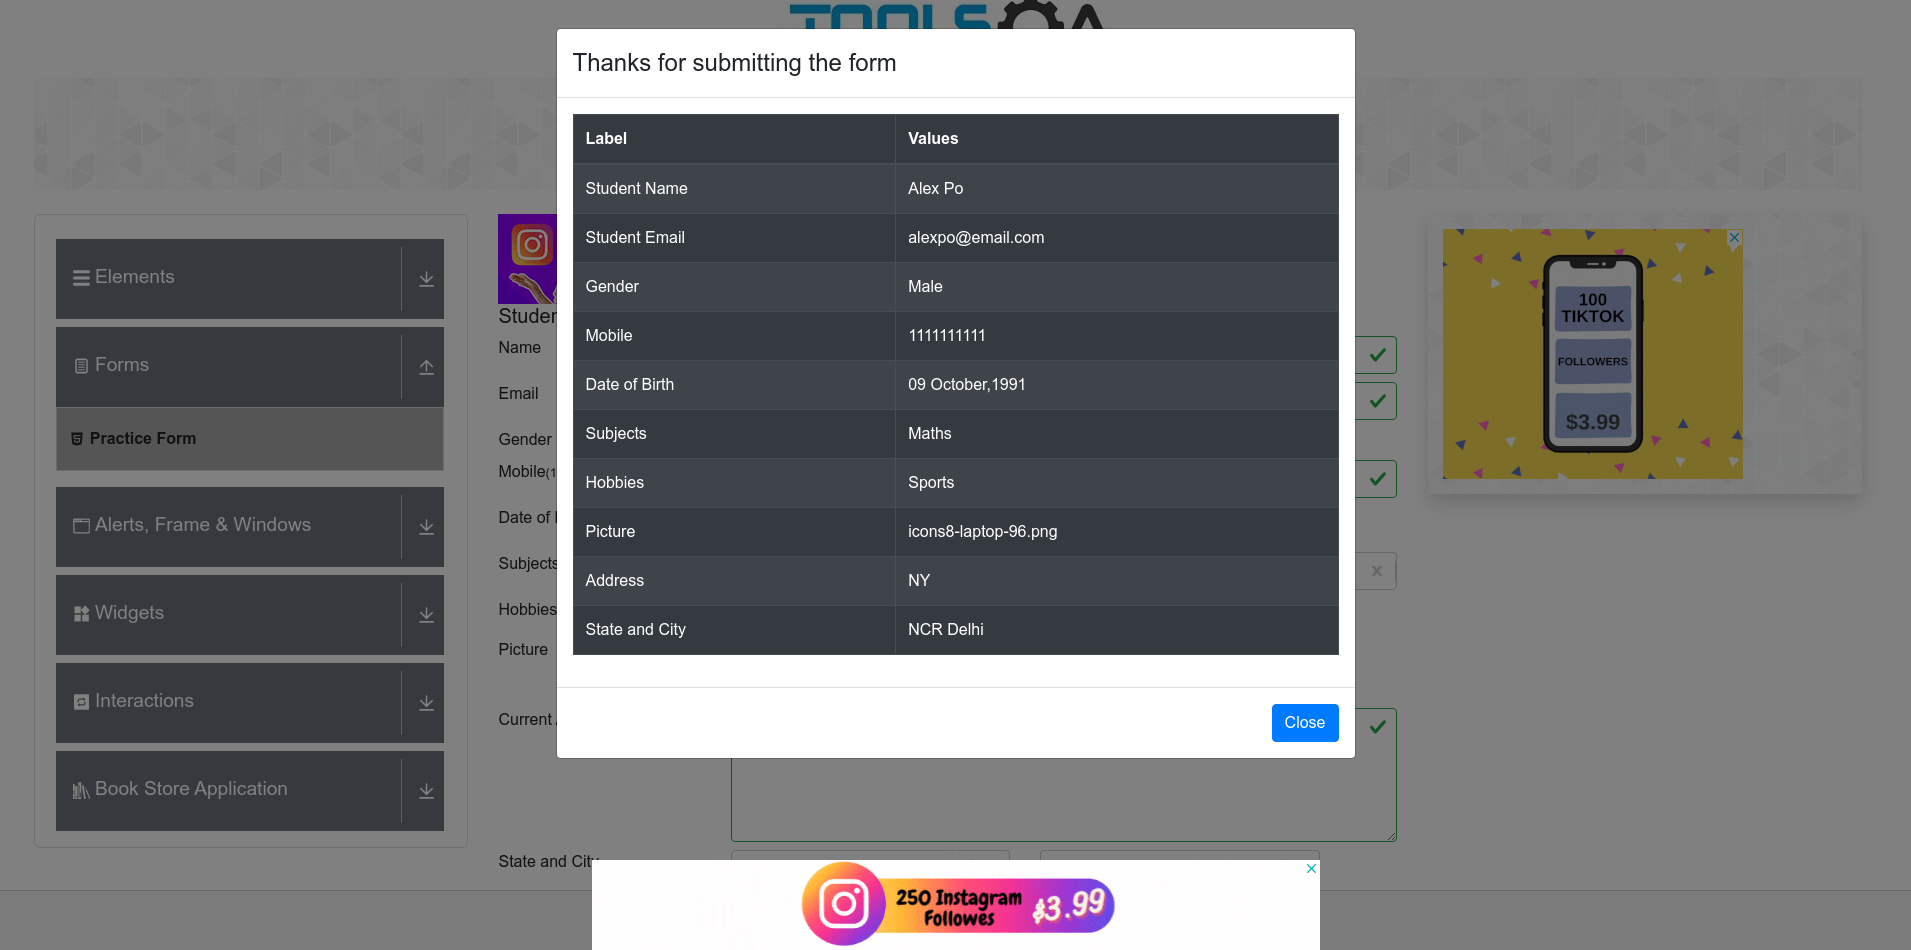 TOOLSQA
Thanks for submitting the form
Label Values
Student Name Alex Po
Student Email alexpo@email.com
Gender Male
Mobile 1111111111
Date of Birth 09 October,1991
Subjects Maths
Hobbies Sports
Picture icons8-laptop-96.png
Address NY
State and City NCR Delhi
Close
Elements
Forms
Practice Form
Alerts, Frame & Windows
Widgets
Interactions
Book Store Application
Studen
Name
Email
Gender
Mobile(1
Date of
Subjects
Hobbies
Picture
Current
State and City
100
TIKTOK
FOLLOWERS
$3.99
250 Instagram
Followes
$3.99